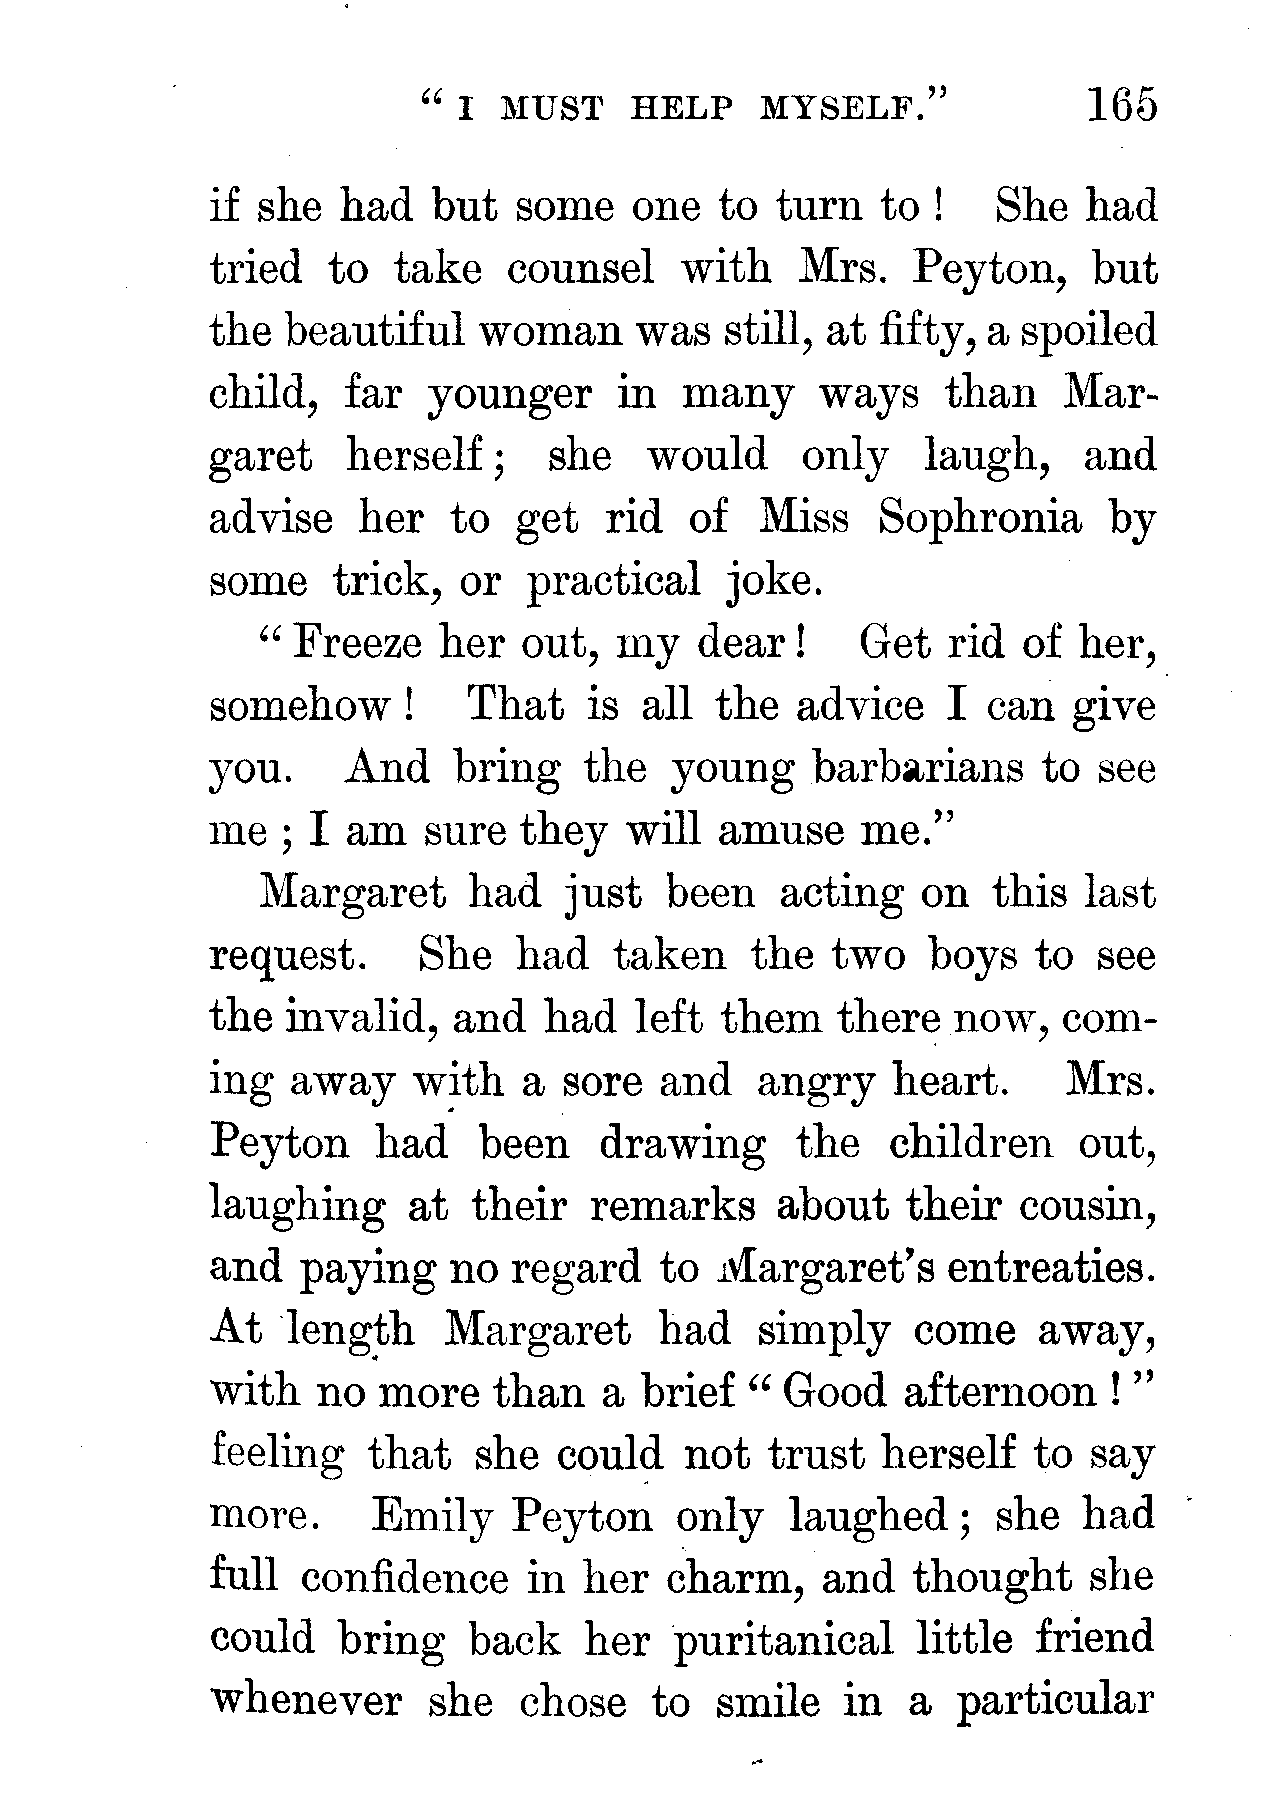 “ I MUST HELP MYSELF.” 165
if she had but some one to turn to ! She had
tried to take counsel with Mrs. Peyton, but
the beautiful woman was still, at fifty, a spoiled
child, far younger in many ways than Mar-
garet herself ; she would only laugh, and
advise her to get rid of Miss Sophronia by
some trick, or practical joke.
“ Freeze her out, my dear ! Get rid of her,
somehow ! That is all the advice I can give
you. And bring the young barbarians to see
me ; I am sure they will amuse me.”
Margaret had just been acting on this last
request. She had taken the two boys to see
the invalid, and had left them there now, com-
ing away with a sore and angry heart. Mrs.
Peyton had been drawing the children out,
laughing at their remarks about their cousin,
and paying no regard to Margaret’s entreaties.
At length Margaret had simply come away,
with no more than a brief “ Good afternoon ! ”
feeling that she could not trust herself to say
more. Emily Peyton only laughed ; she had
full confidence in her charm, and thought she
could bring back her puritanical little friend
whenever she chose to smile in a particular